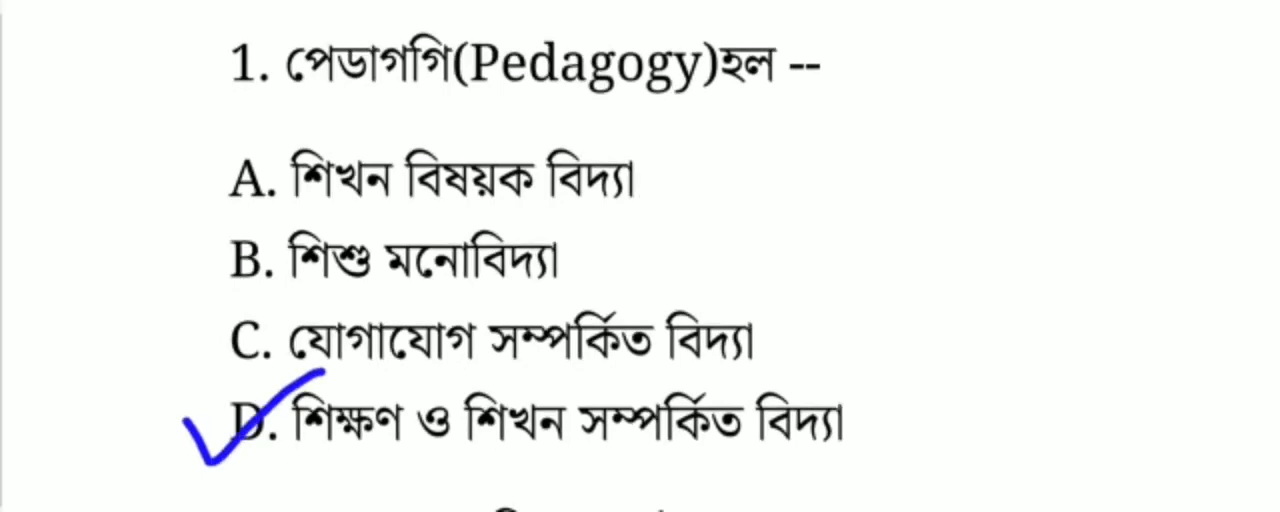 1. পেডাগগি(Pedagogy)হল --
A. শিখন বিষয়ক বিদ্যা
B. শিশু মনোবিদ্যা
C. যোগাযোগ সম্পর্কিত বিদ্যা
D. শিক্ষণ ও শিখন সম্পর্কিত বিদ্যা